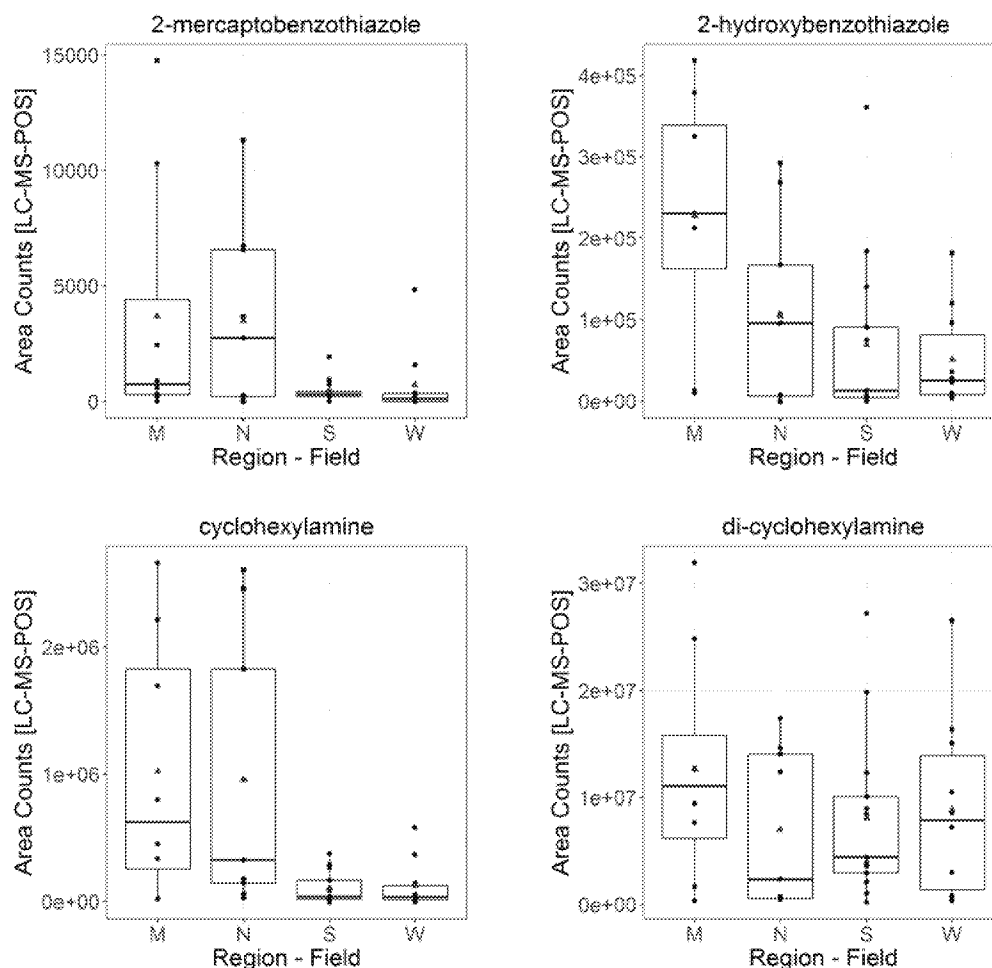 2-mercaptobenzothiazole
Area Counts [LC-MS-POS]
15000
10000
5000
0
M N S W
Region - Field
2-hydroxybenzothiazole
Area Counts [LC-MS-POS]
4e+05
3e+05
2e+05
1e+05
0e+00
M N S W
Region - Field
cyclohexylamine
Area Counts [LC-MS-POS]
2e+06
1e+06
0e+00
M N S W
Region - Field
di-cyclohexylamine
Area Counts [LC-MS-POS]
3e+07
2e+07
1e+07
0e+00
M N S W
Region - Field